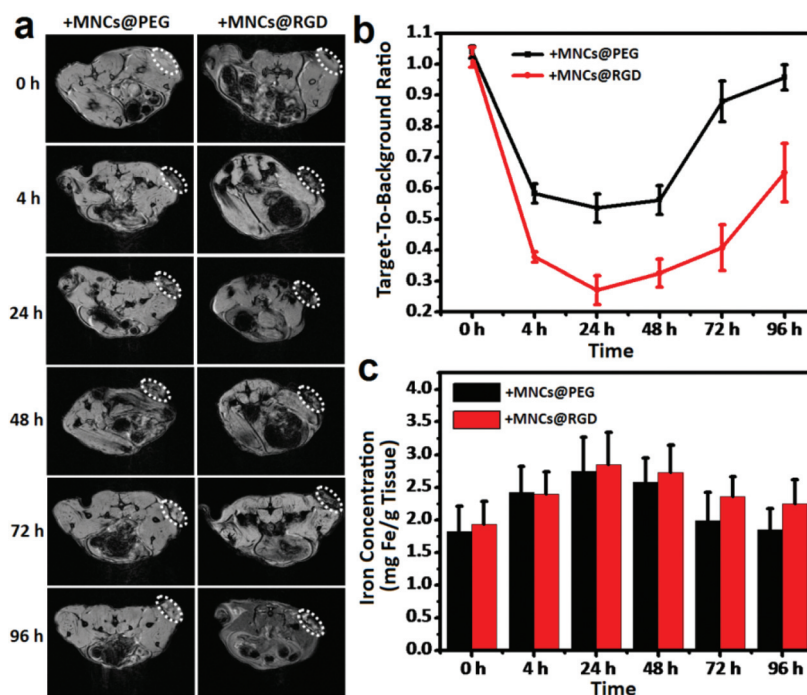 a
+MNCs@PEG
+MNCs@RGD
0 h
4 h
24 h
48 h
72 h
96 h
b
Target-To-Background Ratio
1.1
1.0
0.9
0.8
0.7
0.6
0.5
0.4
0.3
0.2
+MNCs@PEG
+MNCs@RGD
0 h 4 h 24 h 48 h 72 h 96 h
Time
c
Iron Concentration
(mg Fe/g Tissue)
4.0
3.5
3.0
2.5
2.0
1.5
1.0
0.5
0.0
+MNCs@PEG
+MNCs@RGD
0 h 4 h 24 h 48 h 72 h 96 h
Time